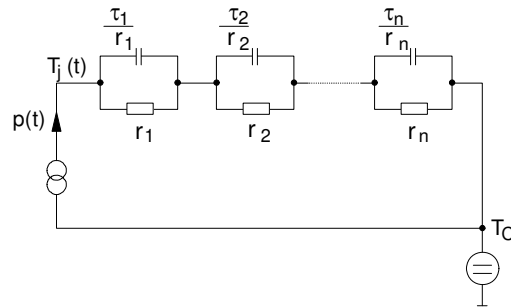 τ1 τ2 τn
r1 r2 rn
Tj (t)
p(t)
r1 r2 rn
TC